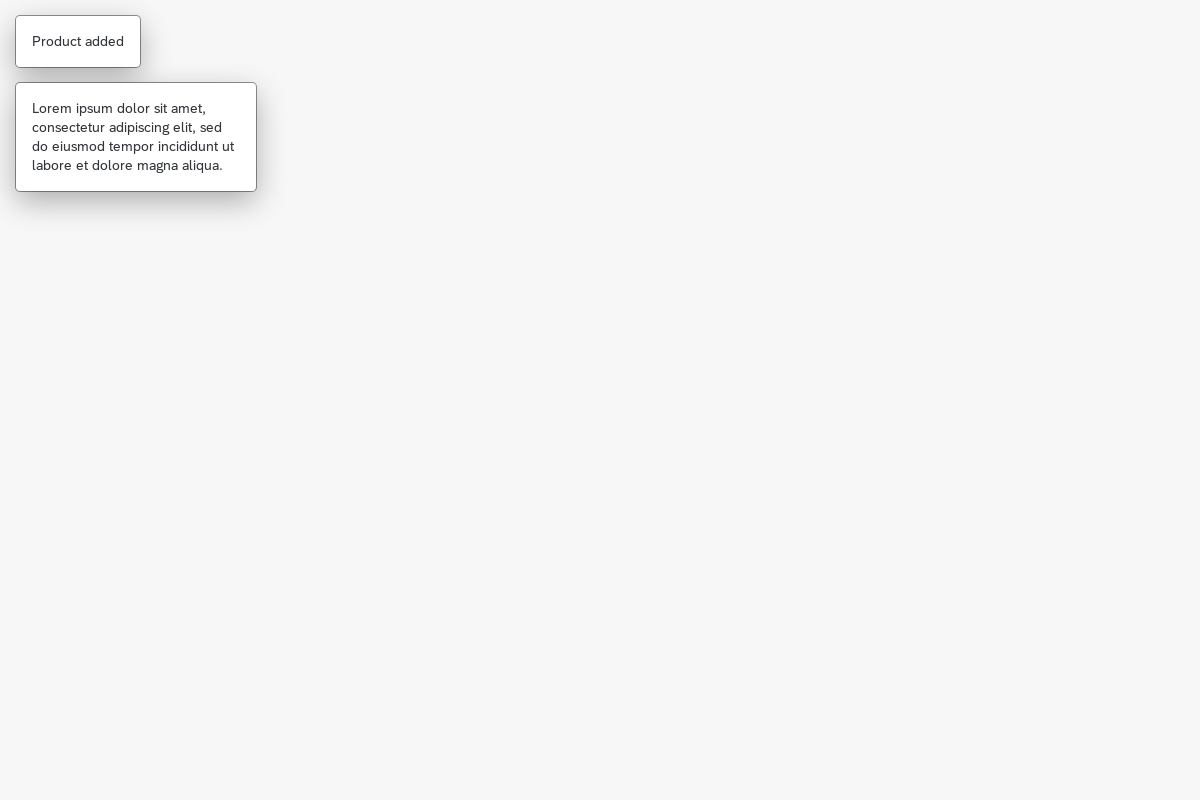 Product added
Lorem ipsum dolor sit amet,
consectetur adipiscing elit, sed
do eiusmod tempor incididunt ut
labore et dolore magna aliqua.